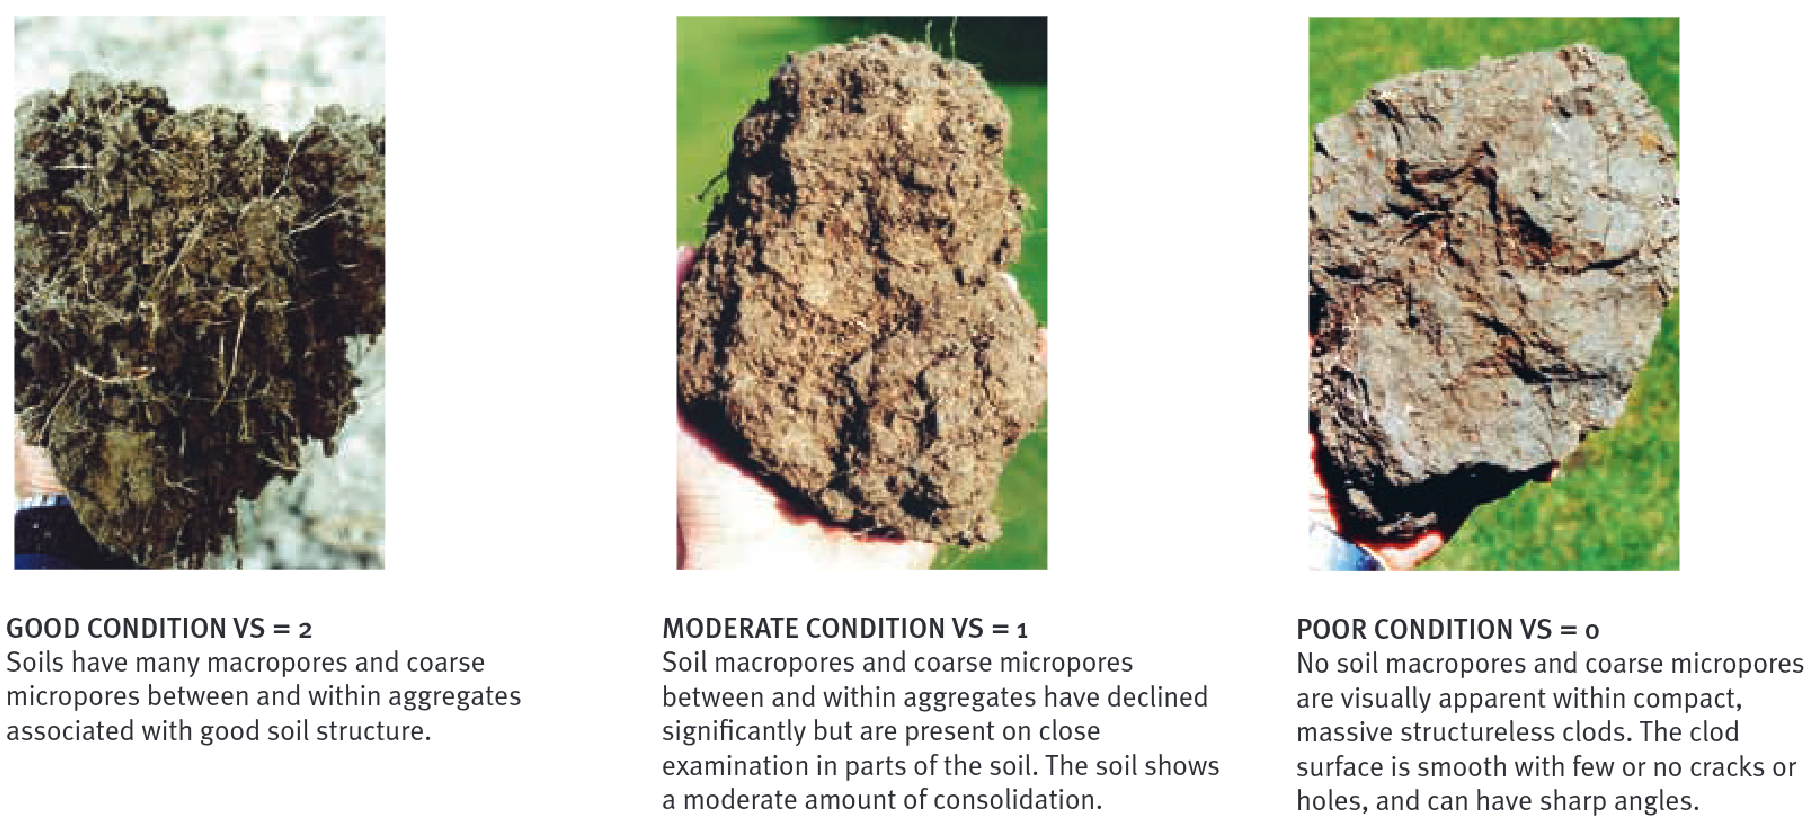 GOOD CONDITION VS = 2
Soils have many macropores and coarse
micropores between and within aggregates
associated with good soil structure.
MODERATE CONDITION VS = 1
Soil macropores and coarse micropores
between and within aggregates have declined
significantly but are present on close
examination in parts of the soil. The soil shows
a moderate amount of consolidation.
POOR CONDITION VS = 0
No soil macropores and coarse micropores
are visually apparent within compact,
massive structureless clods. The clod
surface is smooth with few or no cracks or
holes, and can have sharp angles.